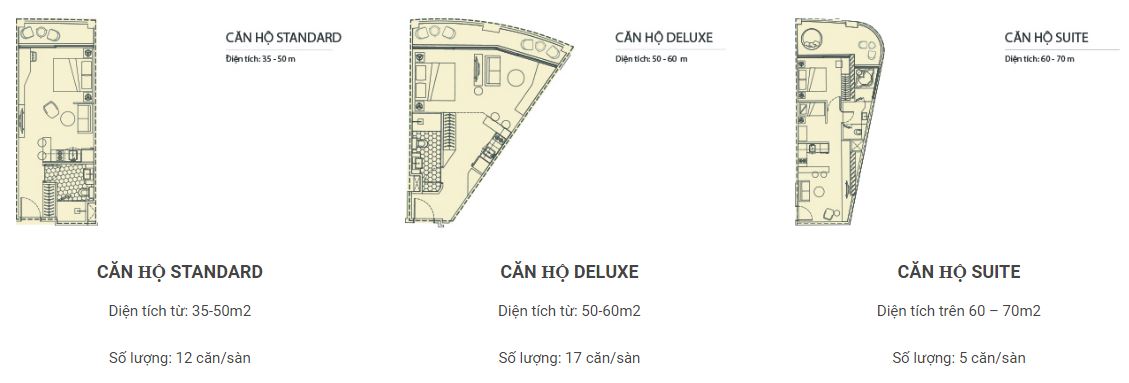 CĂN HỘ STANDARD
Diện tích: 35 - 50 m
CĂN HỘ DELUXE
Diện tích: 50 - 60 m
CĂN HỘ SUITE
Diện tích: 60 - 70 m
CĂN HỘ STANDARD
Diện tích từ: 35-50m2
Số lượng: 12 căn/sàn
CĂN HỘ DELUXE
Diện tích từ: 50-60m2
Số lượng: 17 căn/sàn
CĂN HỘ SUITE
Diện tích trên 60 – 70m2
Số lượng: 5 căn/sàn